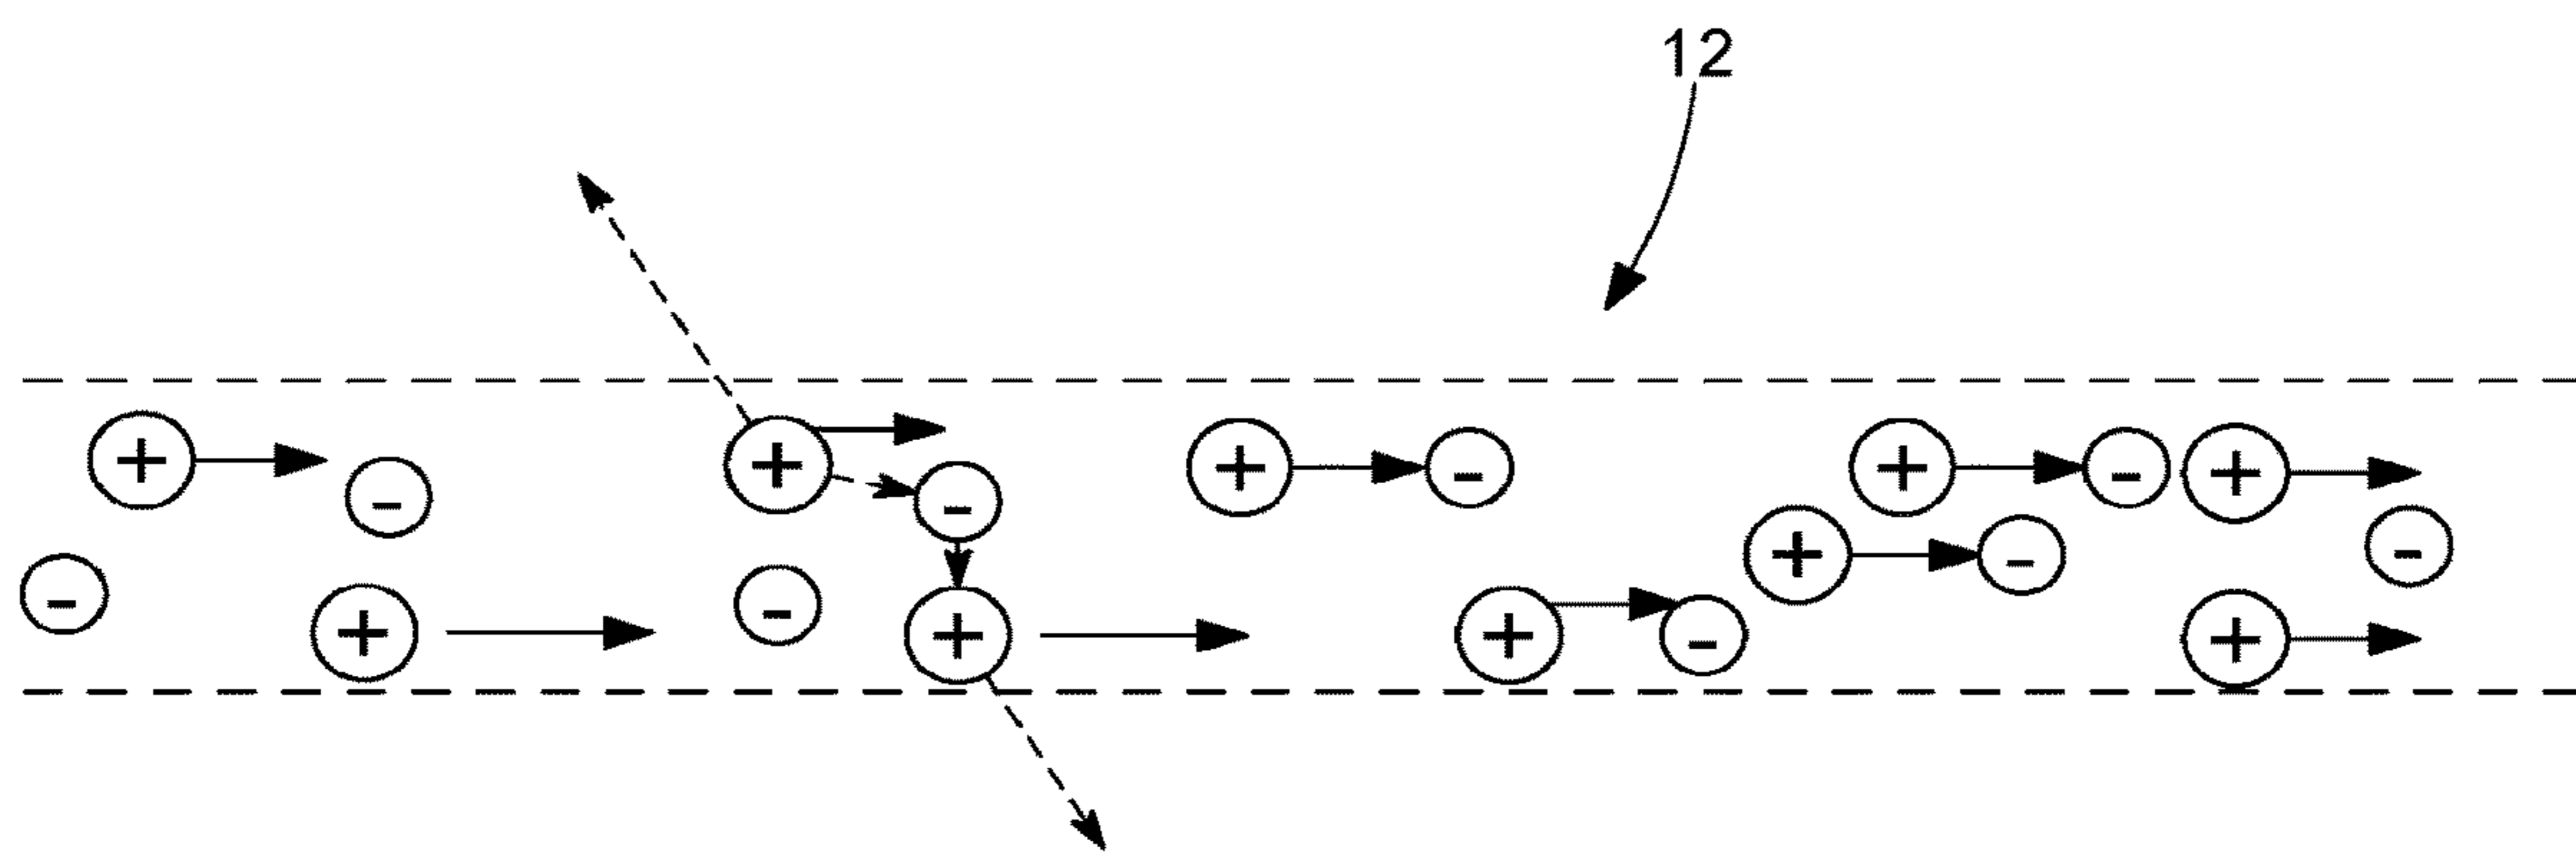 12
+ - + - + - - + + - + - + - + - + - +